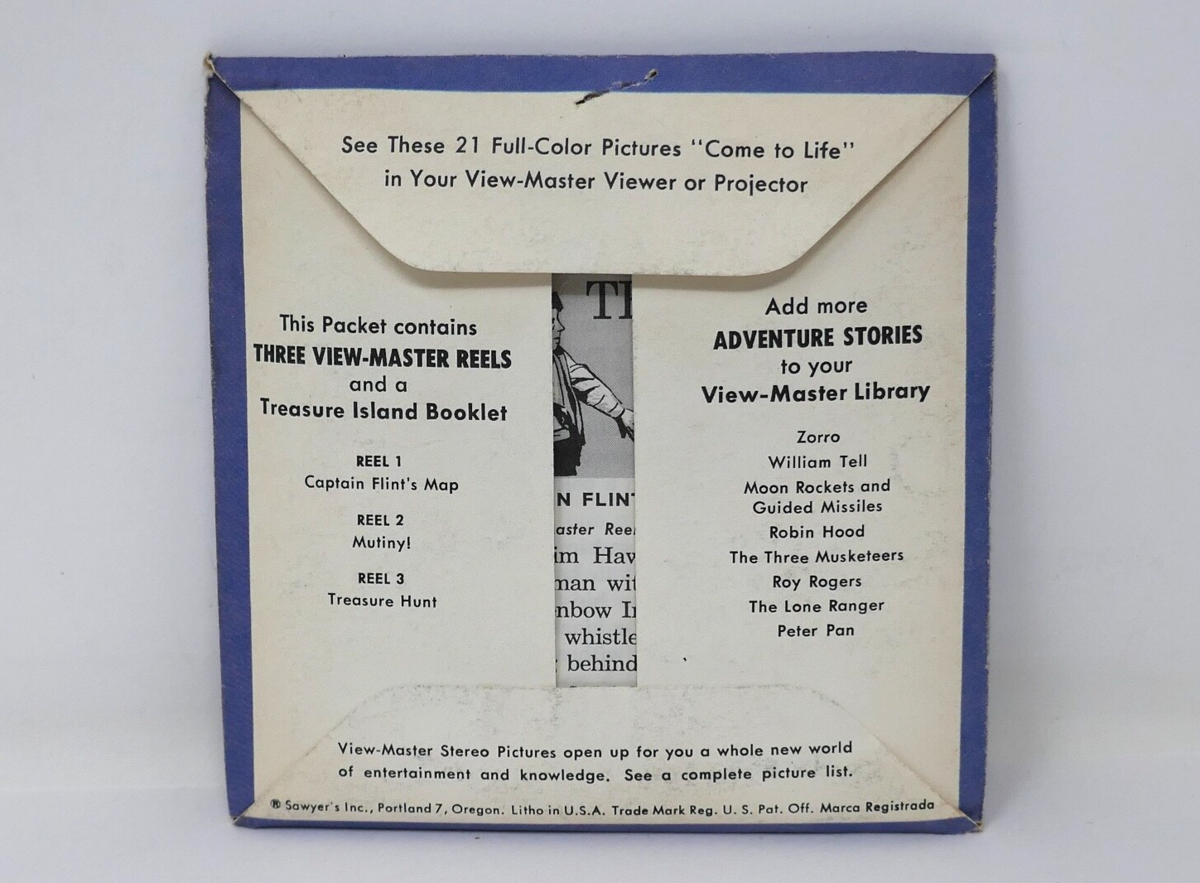 See These 21 Full-Color Pictures "Come to Life"
in Your View-Master Viewer or Projector
This Packet contains
THREE VIEW-MASTER REELS
and a
Treasure Island Booklet
REEL 1
Captain Flint's Map
REEL 2
Mutiny!
REEL 3
Treasure Hunt
N FLINT
aster Reel
im Haw
man wit
nbow In
whistle
behind
Add more
ADVENTURE STORIES
to your
View-Master Library
Zorro
William Tell
Moon Rockets and
Guided Missiles
Robin Hood
The Three Musketeers
Roy Rogers
The Lone Ranger
Peter Pan
View-Master Stereo Pictures open up for you a whole new world
of entertainment and knowledge. See a complete picture list.
® Sawyer's Inc., Portland 7, Oregon. Litho in U.S.A. Trade Mark Reg. U. S. Pat. Off. Marca Registrada